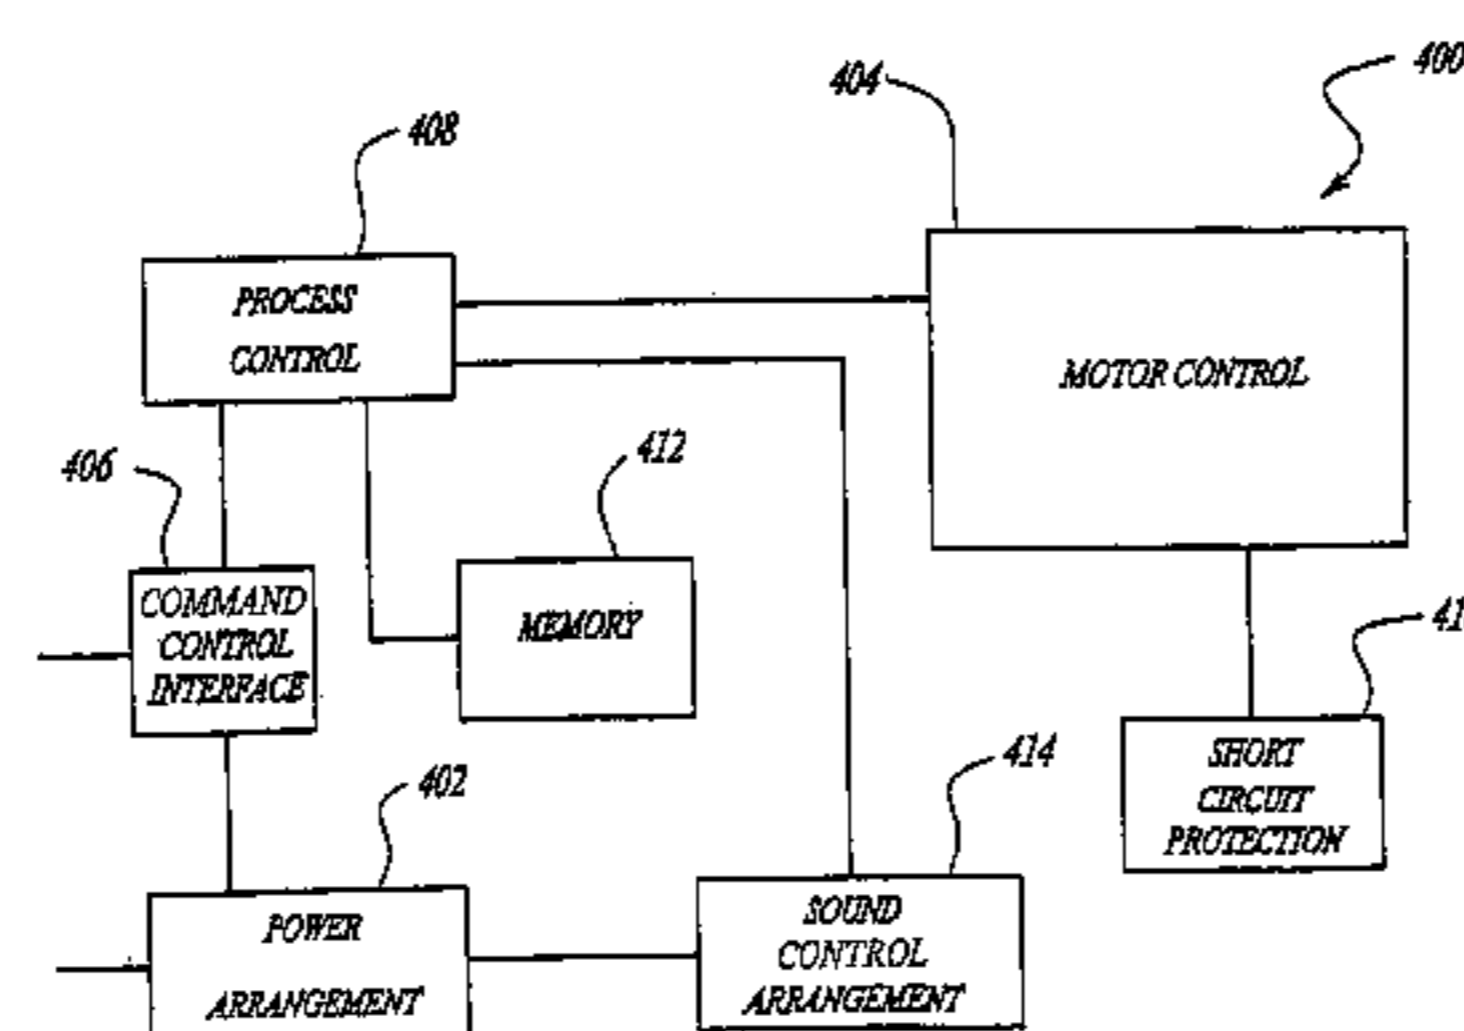 404
400
408
PROCESS
CONTROL
MOTOR CONTROL
406
412
COMMAND
CONTROL
INTERFACE
MEMORY
402
414
SHORT
CIRCUIT
PROTECTION
POWER
ARRANGEMENT
SOUND
CONTROL
ARRANGEMENT